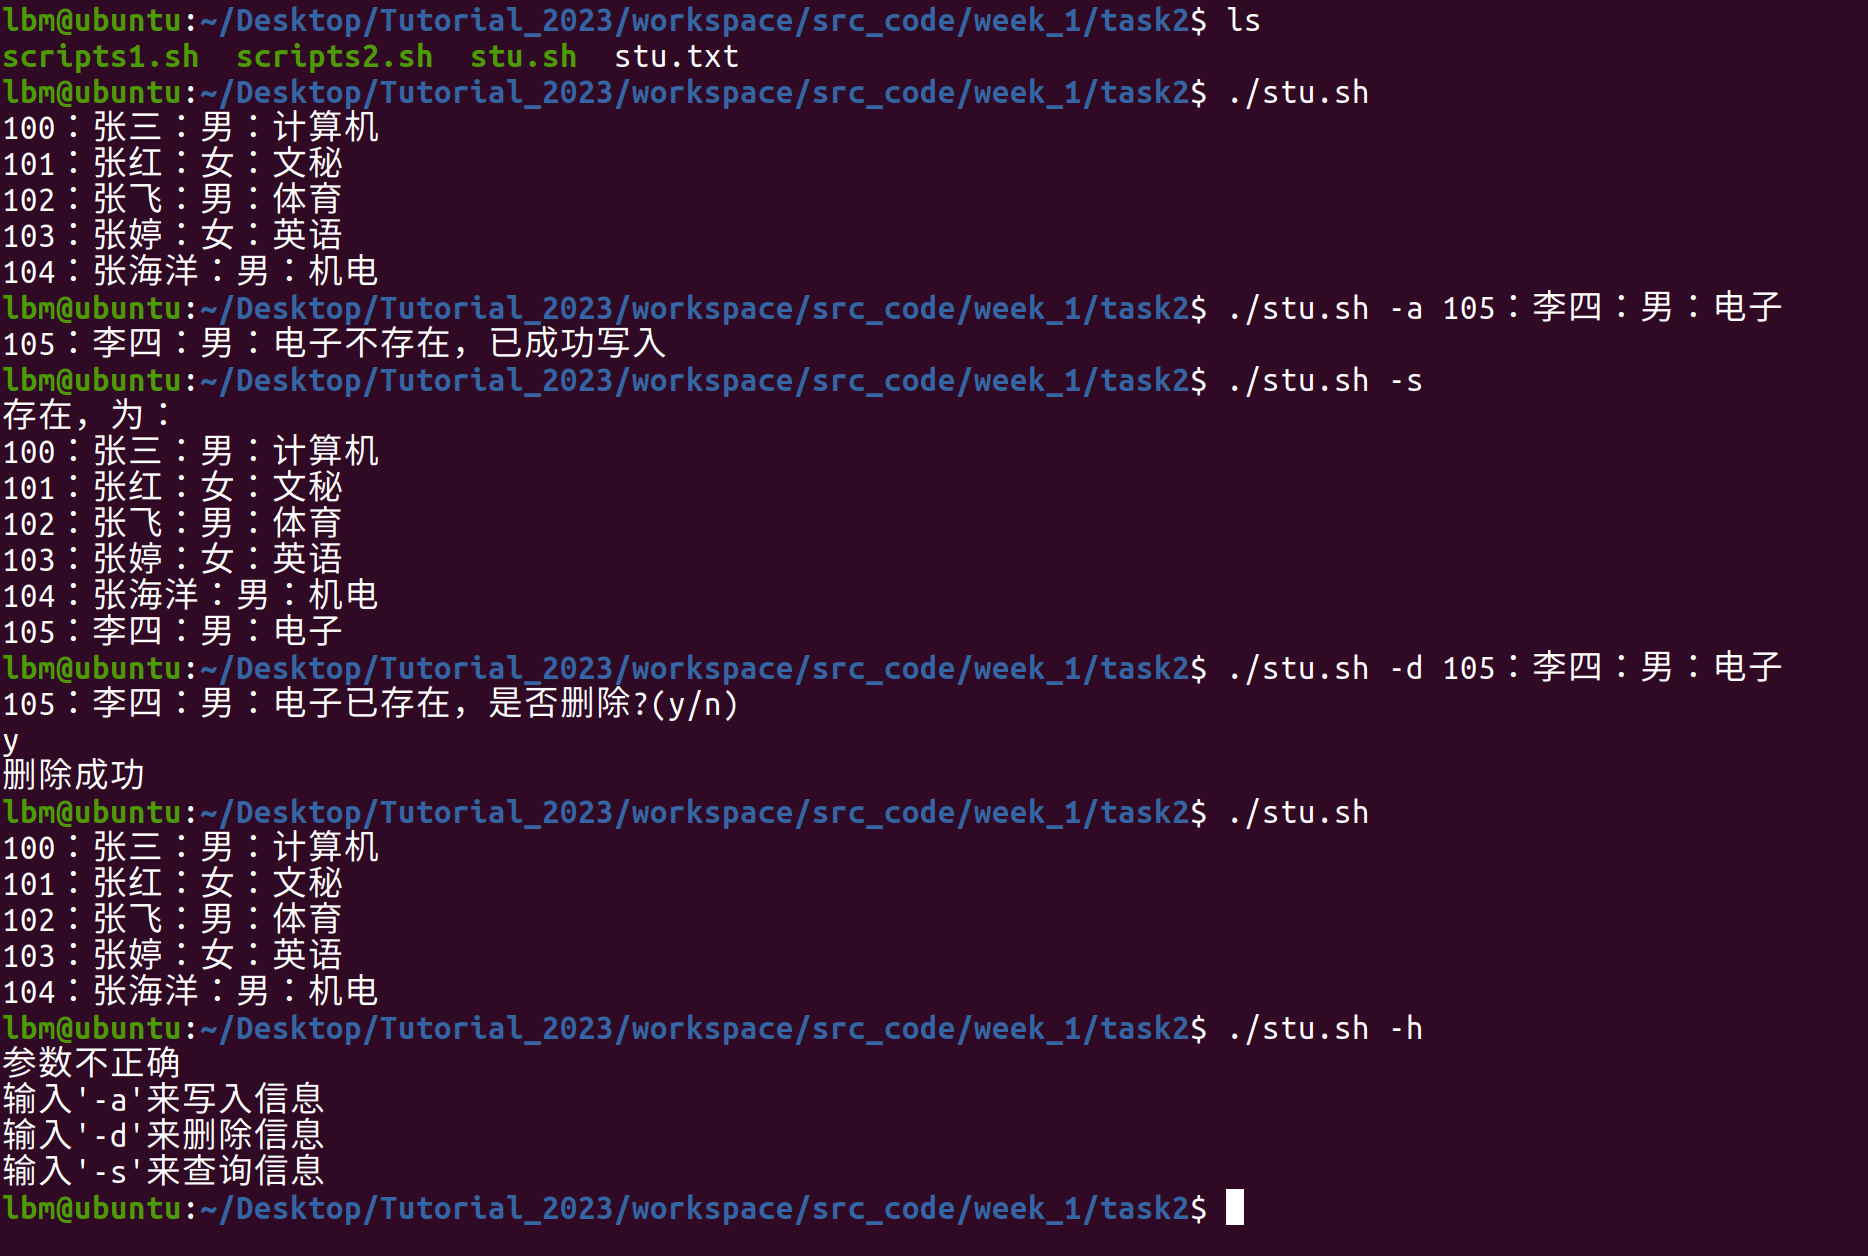 lbm@ubuntu:~/Desktop/Tutorial_2023/workspace/src_code/week_1/task2$ ls
scripts1.sh  scripts2.sh  stu.sh  stu.txt
lbm@ubuntu:~/Desktop/Tutorial_2023/workspace/src_code/week_1/task2$ ./stu.sh
100：张三：男：计算机
101：张红：女：文秘
102：张飞：男：体育
103：张婷：女：英语
104：张海洋：男：机电
lbm@ubuntu:~/Desktop/Tutorial_2023/workspace/src_code/week_1/task2$ ./stu.sh -a 105：李四：男：电子
105：李四：男：电子不存在，已成功写入
lbm@ubuntu:~/Desktop/Tutorial_2023/workspace/src_code/week_1/task2$ ./stu.sh -s
存在，为：
100：张三：男：计算机
101：张红：女：文秘
102：张飞：男：体育
103：张婷：女：英语
104：张海洋：男：机电
105：李四：男：电子
lbm@ubuntu:~/Desktop/Tutorial_2023/workspace/src_code/week_1/task2$ ./stu.sh -d 105：李四：男：电子
105：李四：男：电子已存在，是否删除?(y/n)
y
删除成功
lbm@ubuntu:~/Desktop/Tutorial_2023/workspace/src_code/week_1/task2$ ./stu.sh
100：张三：男：计算机
101：张红：女：文秘
102：张飞：男：体育
103：张婷：女：英语
104：张海洋：男：机电
lbm@ubuntu:~/Desktop/Tutorial_2023/workspace/src_code/week_1/task2$ ./stu.sh -h
参数不正确
输入'-a'来写入信息
输入'-d'来删除信息
输入'-s'来查询信息
lbm@ubuntu:~/Desktop/Tutorial_2023/workspace/src_code/week_1/task2$